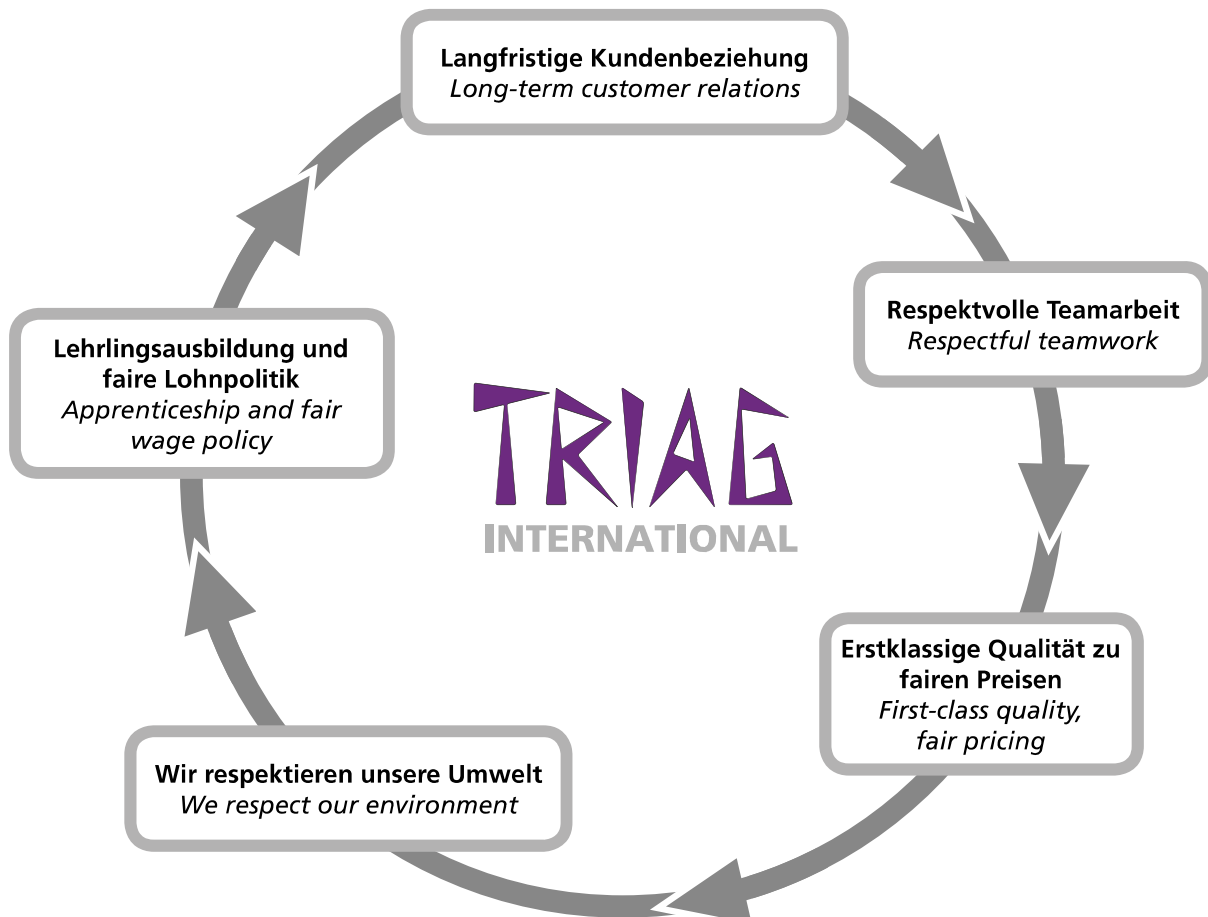 Langfristige Kundenbeziehung
Long-term customer relations
Respektvolle Teamarbeit
Respectful teamwork
Lehrlingsausbildung und
faire Lohnpolitik
Apprenticeship and fair
wage policy
TRIAG
INTERNATIONAL
Erstklassige Qualität zu
fairen Preisen
First-class quality,
fair pricing
Wir respektieren unsere Umwelt
We respect our environment